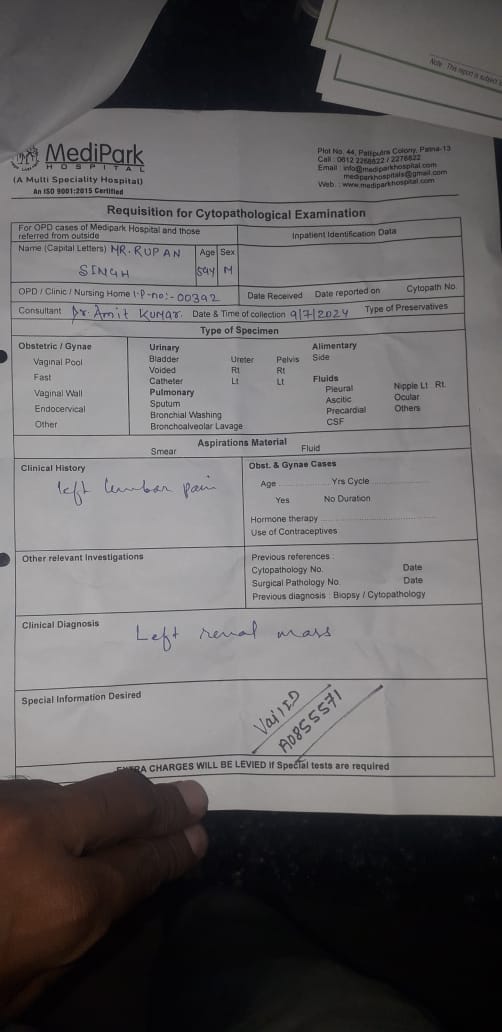 Note : This report is subject
MediPark
HOSPITAL
(A Multi Speciality Hospital)
An ISO 9001:2015 Certified
Plot No. 44, Patliputra Colony, Patna-13
Call : 0612 2268822 / 2276822
Email : info@mediparkhospital.com
mediparkhospitals@gmail.com
Web. : www.mediparkhospital.com
Requisition for Cytopathological Examination
For OPD cases of Medipark Hospital and those
referred from outside
Inpatient Identification Data
Name (Capital Letters) MR. RUPAN Age Sex
SINGH 59Y M
OPD / Clinic / Nursing Home I-P-no:- 00392 Date Received Date reported on Cytopath No.
Consultant Dr. Amit Kumar. Date & Time of collection 9/7/2024 Type of Preservatives
Type of Specimen
Obstetric / Gynae Urinary Alimentary
Vaginal Pool Bladder Ureter Pelvis Side
Fast Voided Rt Rt
Catheter Lt Lt Fluids
Vaginal Wall Pulmonary Pleural Nipple Lt Rt.
Endocervical Sputum Ascitic Ocular
Other Bronchial Washing Precardial Others
Bronchoalveolar Lavage CSF
Aspirations Material
Smear Fluid
Clinical History Obst. & Gynae Cases
left lumbar pain Age Yrs Cycle
Yes No Duration
Hormone therapy
Use of Contraceptives
Other relevant Investigations Previous references :
Cytopathology No. Date
Surgical Pathology No. Date
Previous diagnosis : Biopsy / Cytopathology
Clinical Diagnosis
Left renal mass
Special Information Desired
Vail ID
A0855571
CHARGES WILL BE LEVIED If Special tests are required